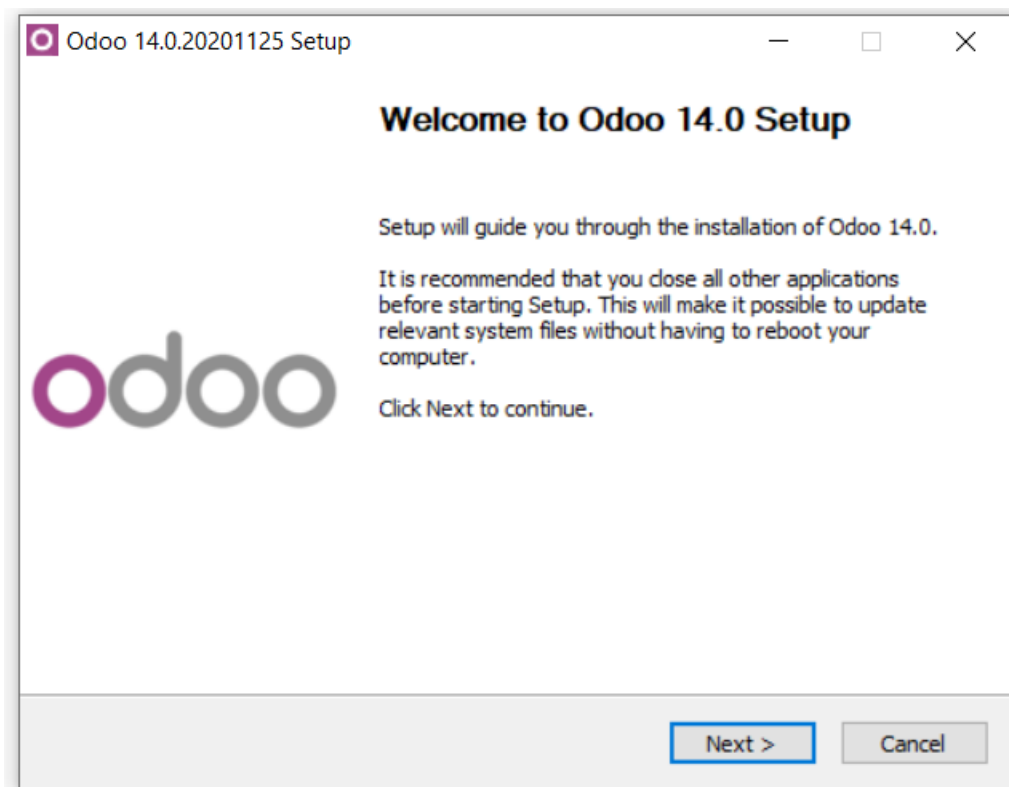 Odoo 14.0.20201125 Setup
Welcome to Odoo 14.0 Setup
Setup will guide you through the installation of Odoo 14.0.
It is recommended that you close all other applications
before starting Setup. This will make it possible to update
relevant system files without having to reboot your
computer.
odoo
Click Next to continue.
Next >
Cancel